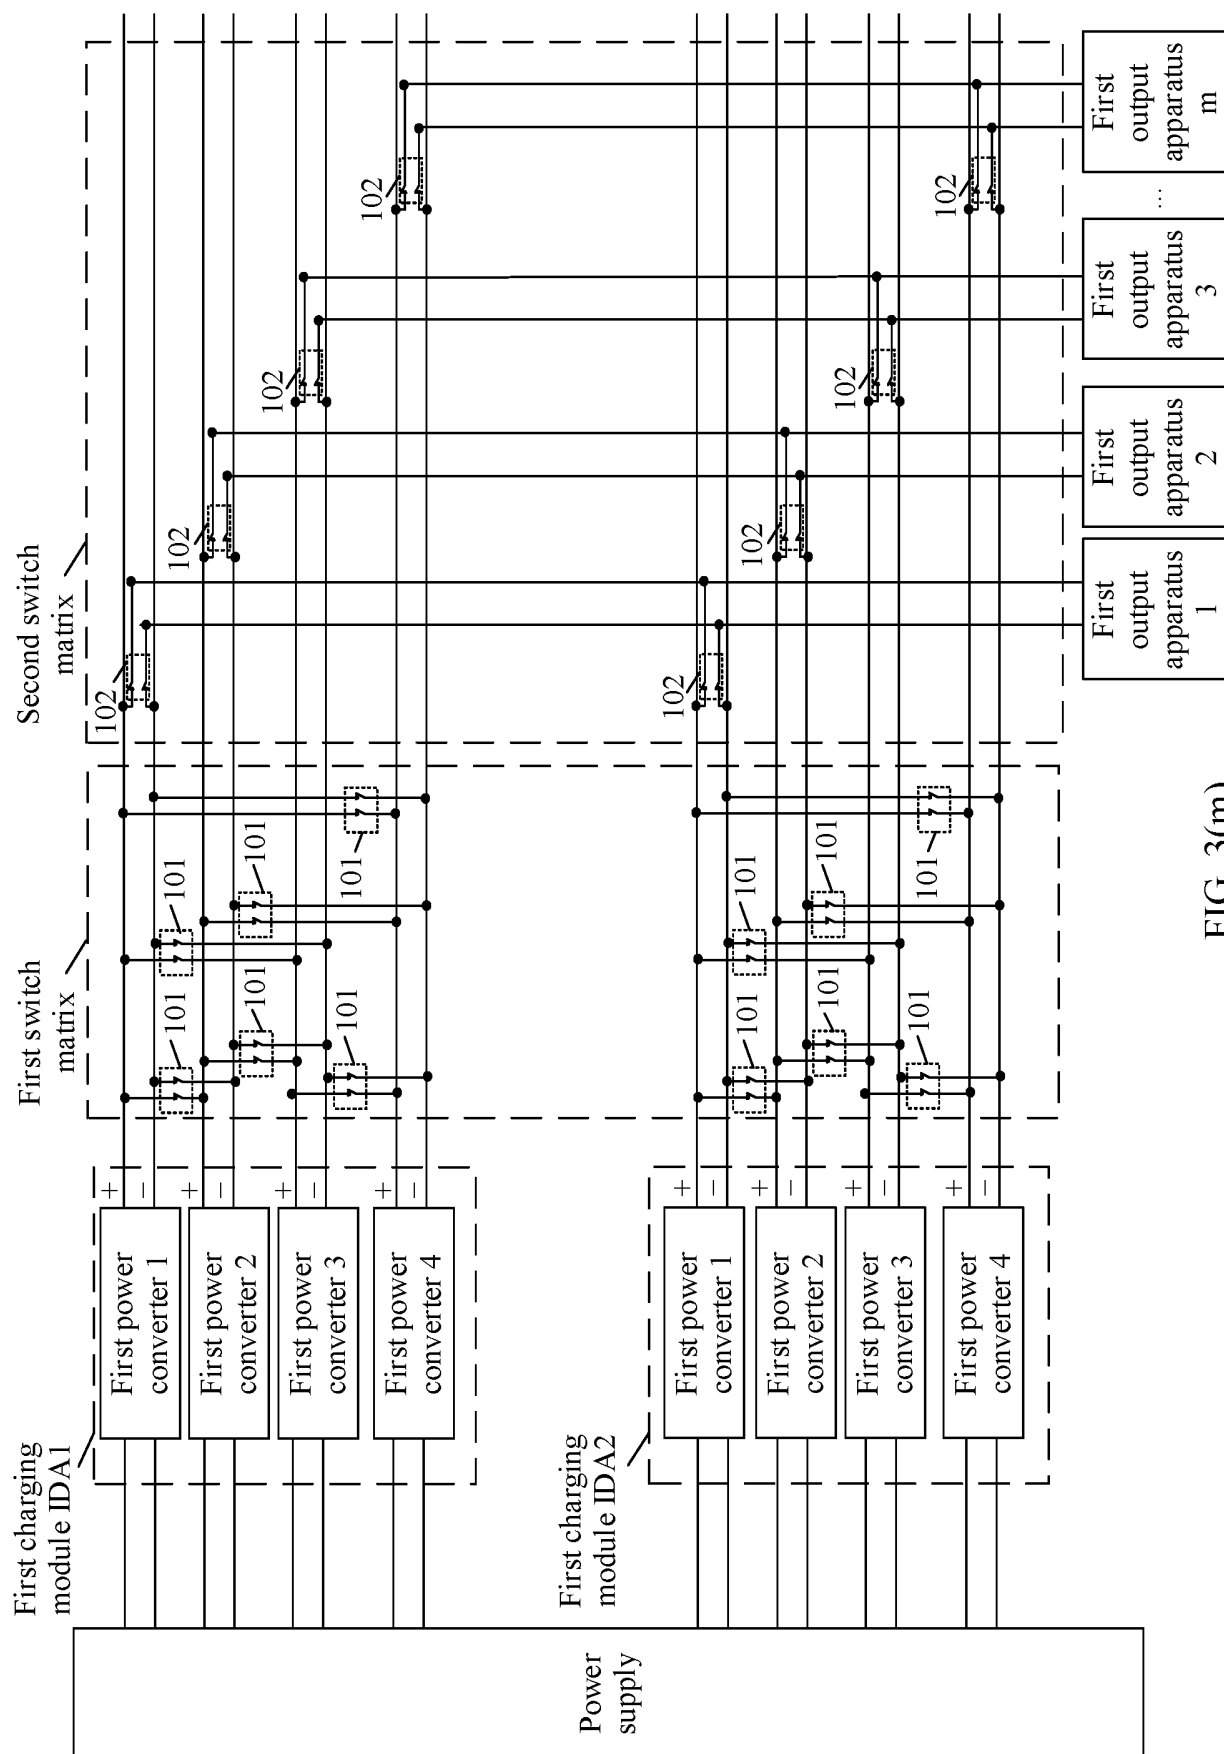 First charging
module IDA1
First switch
matrix
Second switch
matrix
First power
converter 1
+
−
First power
converter 2
+
−
First power
converter 3
+
−
First power
converter 4
+
−
101
101
101
101
101
101
102
102
102
102
Power
supply
First charging
module IDA2
First power
converter 1
+
−
First power
converter 2
+
−
First power
converter 3
+
−
First power
converter 4
+
−
101
101
101
101
101
101
102
102
102
102
First
output
apparatus
1
First
output
apparatus
2
First
output
apparatus
3
...
First
output
apparatus
m
FIG. 3(m)